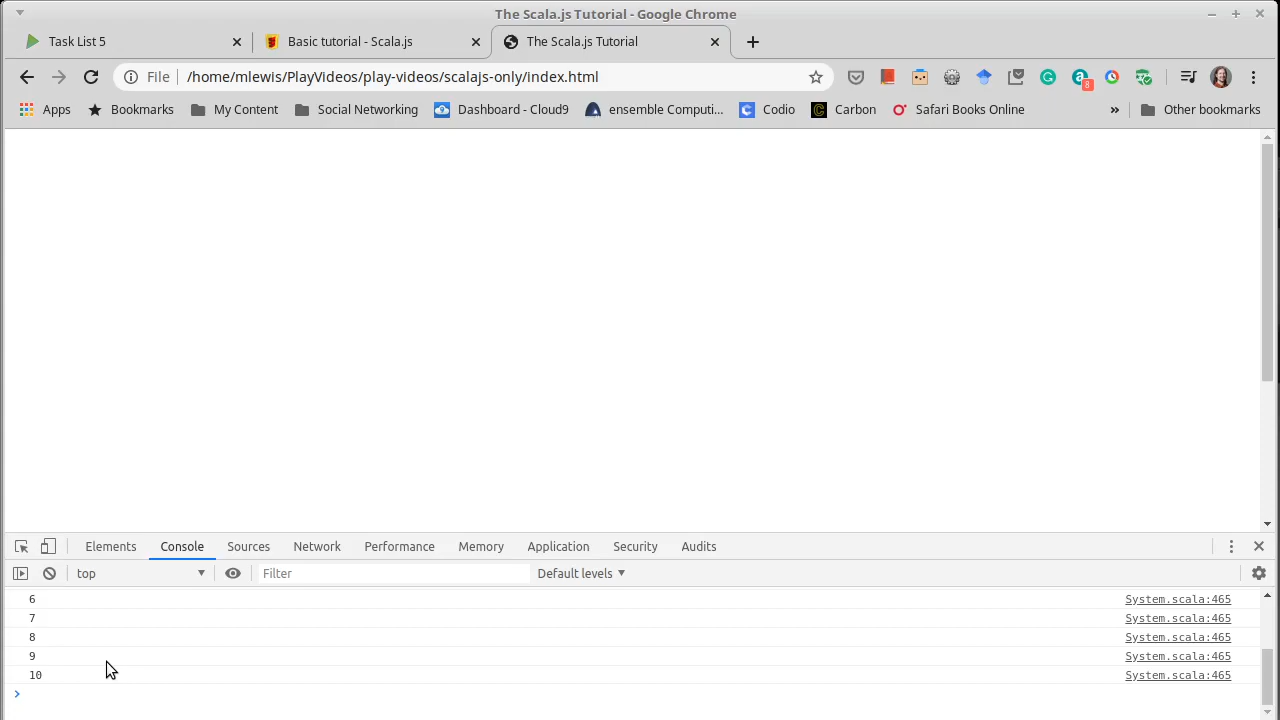 The Scala.js Tutorial - Google Chrome
Task List 5 Basic tutorial - Scala.js The Scala.js Tutorial
File /home/mlewis/PlayVideos/play-videos/scalajs-only/index.html 8
Apps Bookmarks My Content Social Networking Dashboard - Cloud9 ensemble Computi... Codio Carbon Safari Books Online » Other bookmarks
Elements Console Sources Network Performance Memory Application Security Audits
top Filter Default levels
6 System.scala:465
7 System.scala:465
8 System.scala:465
9 System.scala:465
10 System.scala:465